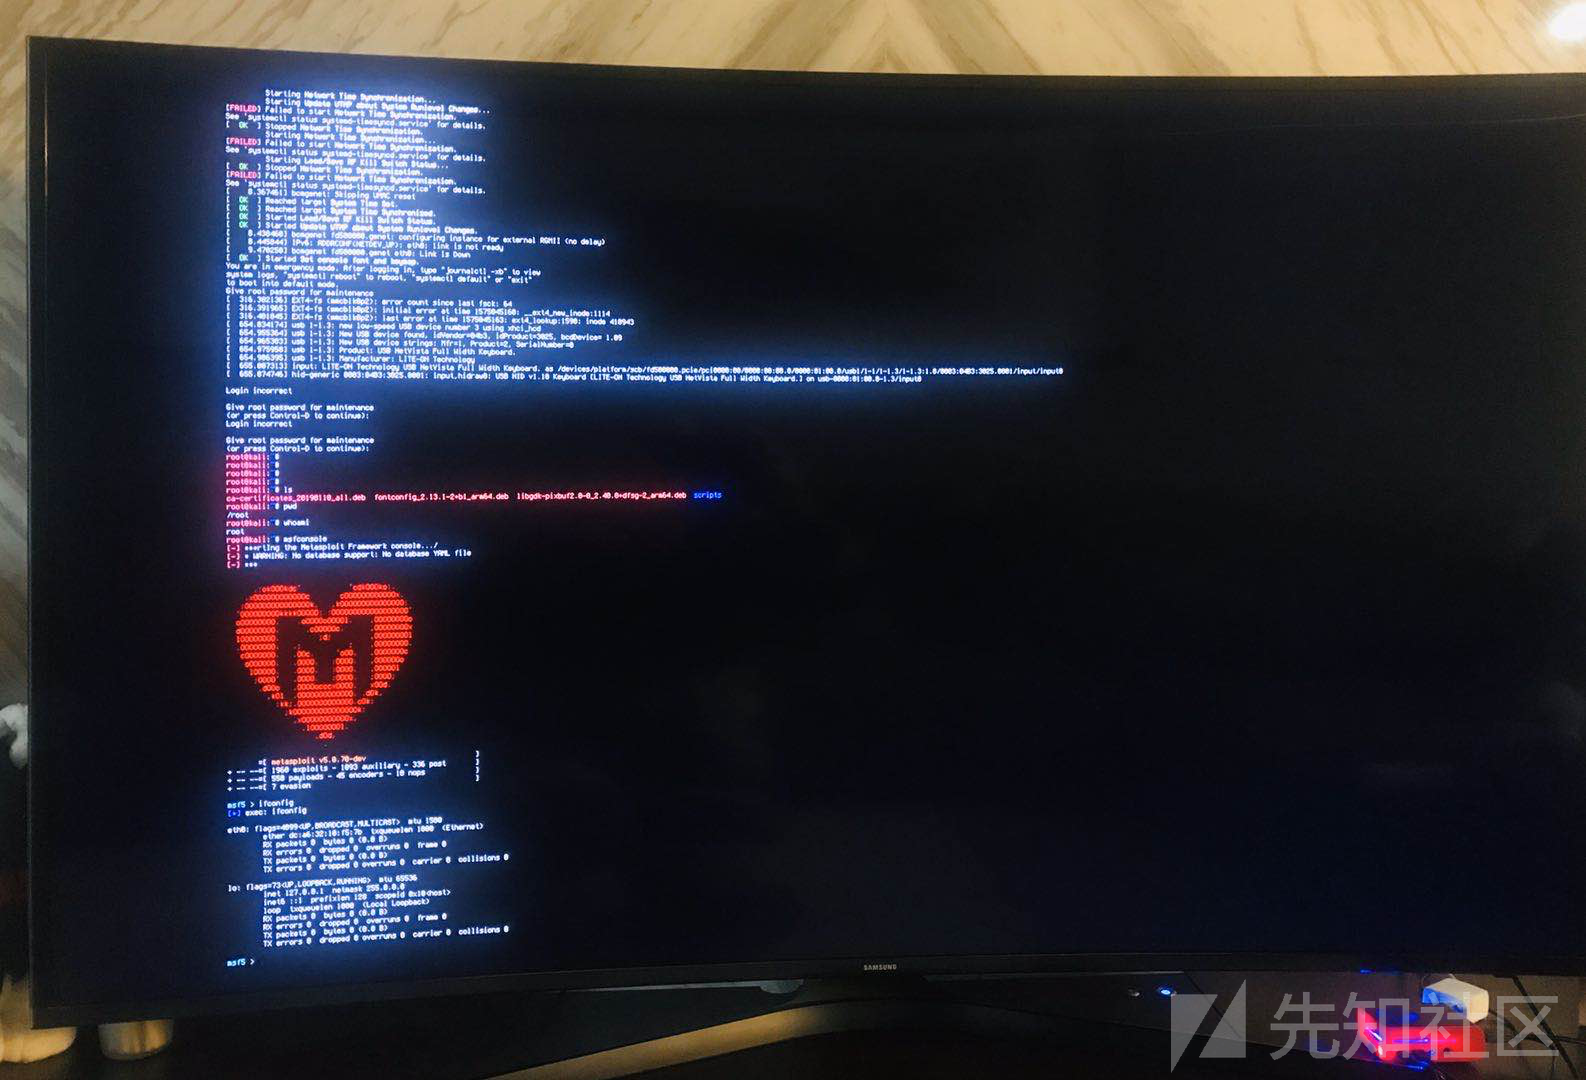 Starting Network Time Synchronization...
Starting Update UTMP about System Runlevel Changes...
[FAILED] Failed to start Network Time Synchronization.
See 'systemctl status systemd-timesyncd.service' for details.
[  OK  ] Stopped Network Time Synchronization.
Starting Network Time Synchronization...
[FAILED] Failed to start Network Time Synchronization.
See 'systemctl status systemd-timesyncd.service' for details.
Starting Load/Save RF Kill Switch Status...
[  OK  ] Stopped Network Time Synchronization.
[FAILED] Failed to start Network Time Synchronization.
See 'systemctl status systemd-timesyncd.service' for details.
[    8.367461] bcmgenet: Skipping UMAC reset
[  OK  ] Reached target System Time Set.
[  OK  ] Reached target System Time Synchronized.
[  OK  ] Started Load/Save RF Kill Switch Status.
[  OK  ] Started Update UTMP about System Runlevel Changes.
[    8.438468] bcmgenet fd580000.genet: configuring instance for external RGMII (no delay)
[    8.445844] IPv6: ADDRCONF(NETDEV_UP): eth0: link is not ready
[    9.470250] bcmgenet fd580000.genet eth0: Link is Down
[  OK  ] Started Set console font and keymap.
You are in emergency mode. After logging in, type "journalctl -xb" to view
system logs, "systemctl reboot" to reboot, "systemctl default" or "exit"
to boot into default mode.
Give root password for maintenance
[  316.382136] EXT4-fs (mmcblk0p2): error count since last fsck: 64
[  316.391965] EXT4-fs (mmcblk0p2): initial error at time 1575045160: __ext4_new_inode:1114
[  316.401845] EXT4-fs (mmcblk0p2): last error at time 1575045163: ext4_lookup:1590: inode 418943
[  654.834174] usb 1-1.3: new low-speed USB device number 3 using xhci_hcd
[  654.955364] usb 1-1.3: New USB device found, idVendor=04b3, idProduct=3025, bcdDevice= 1.09
[  654.965303] usb 1-1.3: New USB device strings: Mfr=1, Product=2, SerialNumber=0
[  654.975958] usb 1-1.3: Product: USB NetVista Full Width Keyboard.
[  654.986395] usb 1-1.3: Manufacturer: LITE-ON Technology
[  655.007313] input: LITE-ON Technology USB NetVista Full Width Keyboard. as /devices/platform/scb/fd500000.pcie/pci0000:00/0000:00:00.0/0000:01:00.0/usb1/1-1/1-1.3/1-1.3:1.0/0003:04B3:3025.0001/input/input0
[  655.074746] hid-generic 0003:04B3:3025.0001: input,hidraw0: USB HID v1.10 Keyboard [LITE-ON Technology USB NetVista Full Width Keyboard.] on usb-0000:01:00.0-1.3/input0
Login incorrect
Give root password for maintenance
(or press Control-D to continue):
Login incorrect
Give root password for maintenance
(or press Control-D to continue):
root@kali:~#
root@kali:~#
root@kali:~#
root@kali:~#
root@kali:~# ls
ca-certificates_20190110_all.deb  fontconfig_2.13.1-2+b1_arm64.deb  libgdk-pixbuf2.0-0_2.40.0+dfsg-2_arm64.deb  scripts
root@kali:~# pwd
/root
root@kali:~# whoami
root
root@kali:~# msfconsole
[-] ***rting the Metasploit Framework console.../
[-] * WARNING: No database support: No database YAML file
[-] ***
=[ metasploit v5.0.70-dev ]
+ -- --=[ 1960 exploits - 1093 auxiliary - 336 post ]
+ -- --=[ 558 payloads - 45 encoders - 10 nops ]
+ -- --=[ 7 evasion ]
msf5 > ifconfig
[*] exec: ifconfig
eth0: flags=4099<UP,BROADCAST,MULTICAST>  mtu 1500
ether dc:a6:32:10:f5:7b  txqueuelen 1000  (Ethernet)
RX packets 0  bytes 0 (0.0 B)
RX errors 0  dropped 0  overruns 0  frame 0
TX packets 0  bytes 0 (0.0 B)
TX errors 0  dropped 0 overruns 0  carrier 0  collisions 0
lo: flags=73<UP,LOOPBACK,RUNNING>  mtu 65536
inet 127.0.0.1  netmask 255.0.0.0
inet6 ::1  prefixlen 128  scopeid 0x10<host>
loop  txqueuelen 1000  (Local Loopback)
RX packets 0  bytes 0 (0.0 B)
RX errors 0  dropped 0  overruns 0  frame 0
TX packets 0  bytes 0 (0.0 B)
TX errors 0  dropped 0 overruns 0  carrier 0  collisions 0
msf5 >
SAMSUNG
先知社区